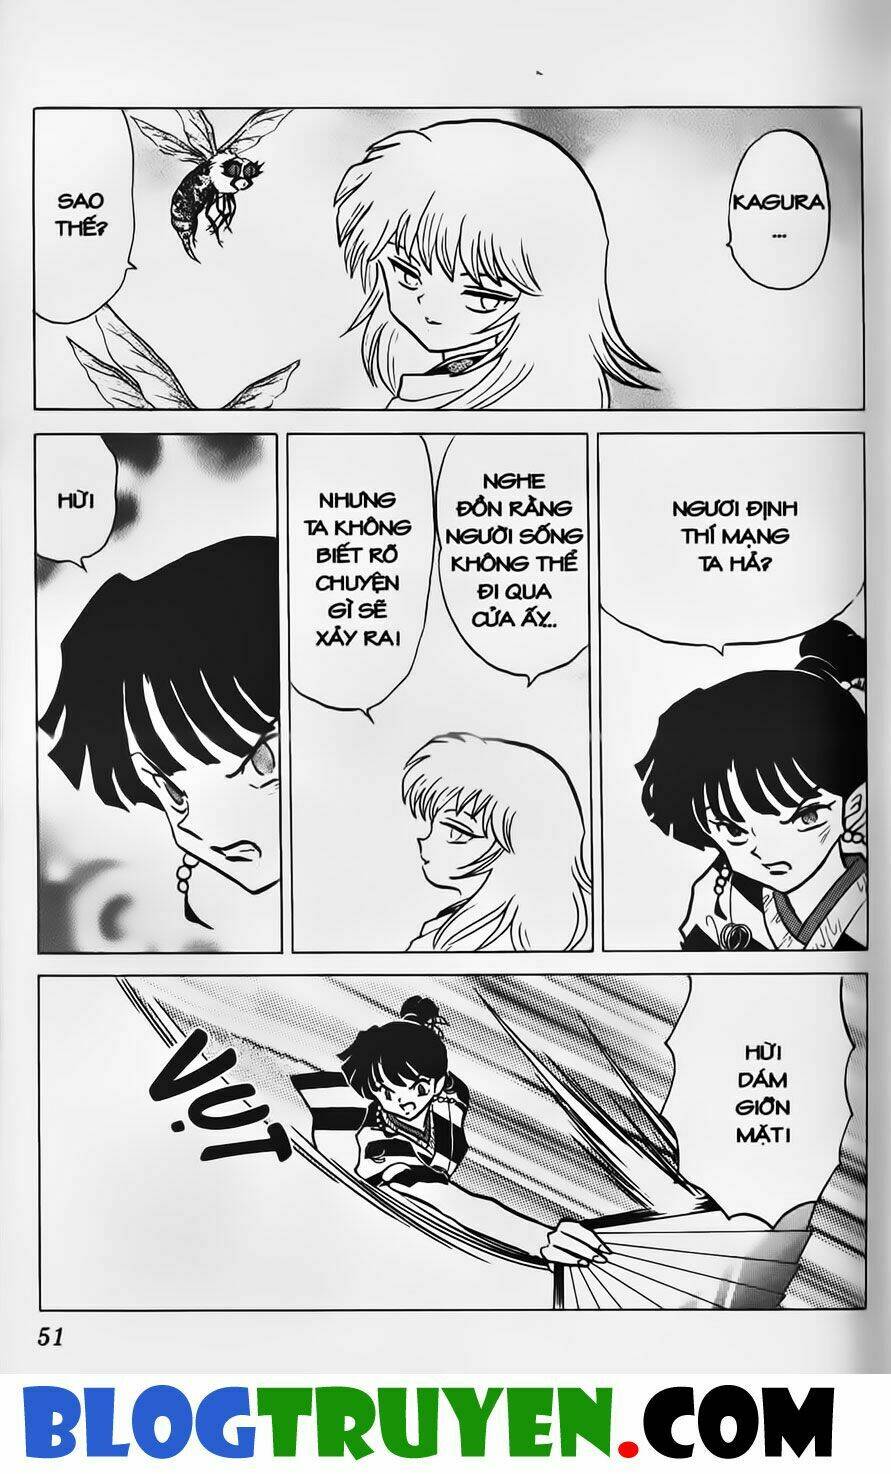 KAGURA
...
SAO
THẾ?
NGƯƠI ĐỊNH
THÍ MẠNG
TA HẢ?
NGHE
ĐỒN RẰNG
NGƯỜI SỐNG
KHÔNG THỂ
ĐI QUA
CỬA ẤY...
NHƯNG
TA KHÔNG
BIẾT RÕ
CHUYỆN
GÌ SẼ
XẢY RA!
HỪ!
HỪ!
DÁM
GIỠN
MẶT!
VỤT
51
BLOGTRUYEN.COM